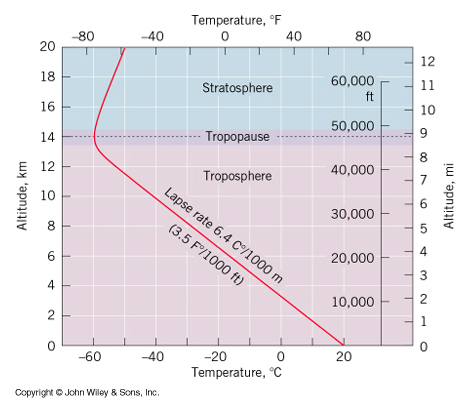 Temperature, °F
−80 −40 0 40 80
20
18
16
14
12
10
8
6
4
2
0
Altitude, km
Stratosphere
Tropopause
Troposphere
Lapse rate 6.4 C°/1000 m
(3.5 F°/1000 ft)
60,000
ft
50,000
40,000
30,000
20,000
10,000
12
11
10
9
8
7
6
5
4
3
2
1
0
Altitude, mi
−60 −40 −20 0 20
Temperature, °C
Copyright © John Wiley & Sons, Inc.